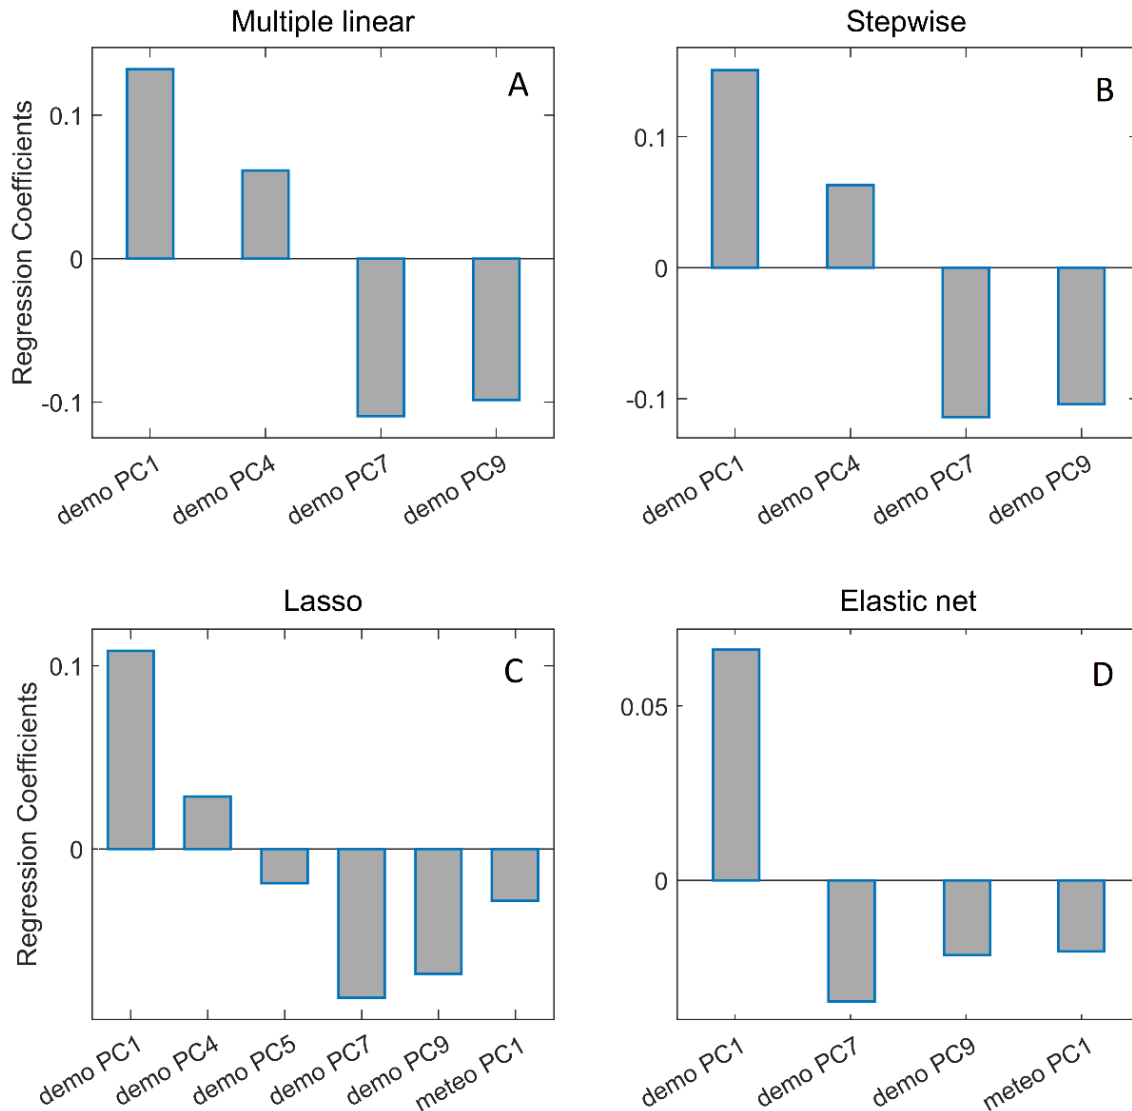 Multiple linear
A
Regression Coefficients
0.1
0
-0.1
demo PC1
demo PC4
demo PC7
demo PC9
Stepwise
B
0.1
0
-0.1
demo PC1
demo PC4
demo PC7
demo PC9
Lasso
C
Regression Coefficients
0.1
0
demo PC1
demo PC4
demo PC5
demo PC7
demo PC9
meteo PC1
Elastic net
D
0.05
0
demo PC1
demo PC7
demo PC9
meteo PC1